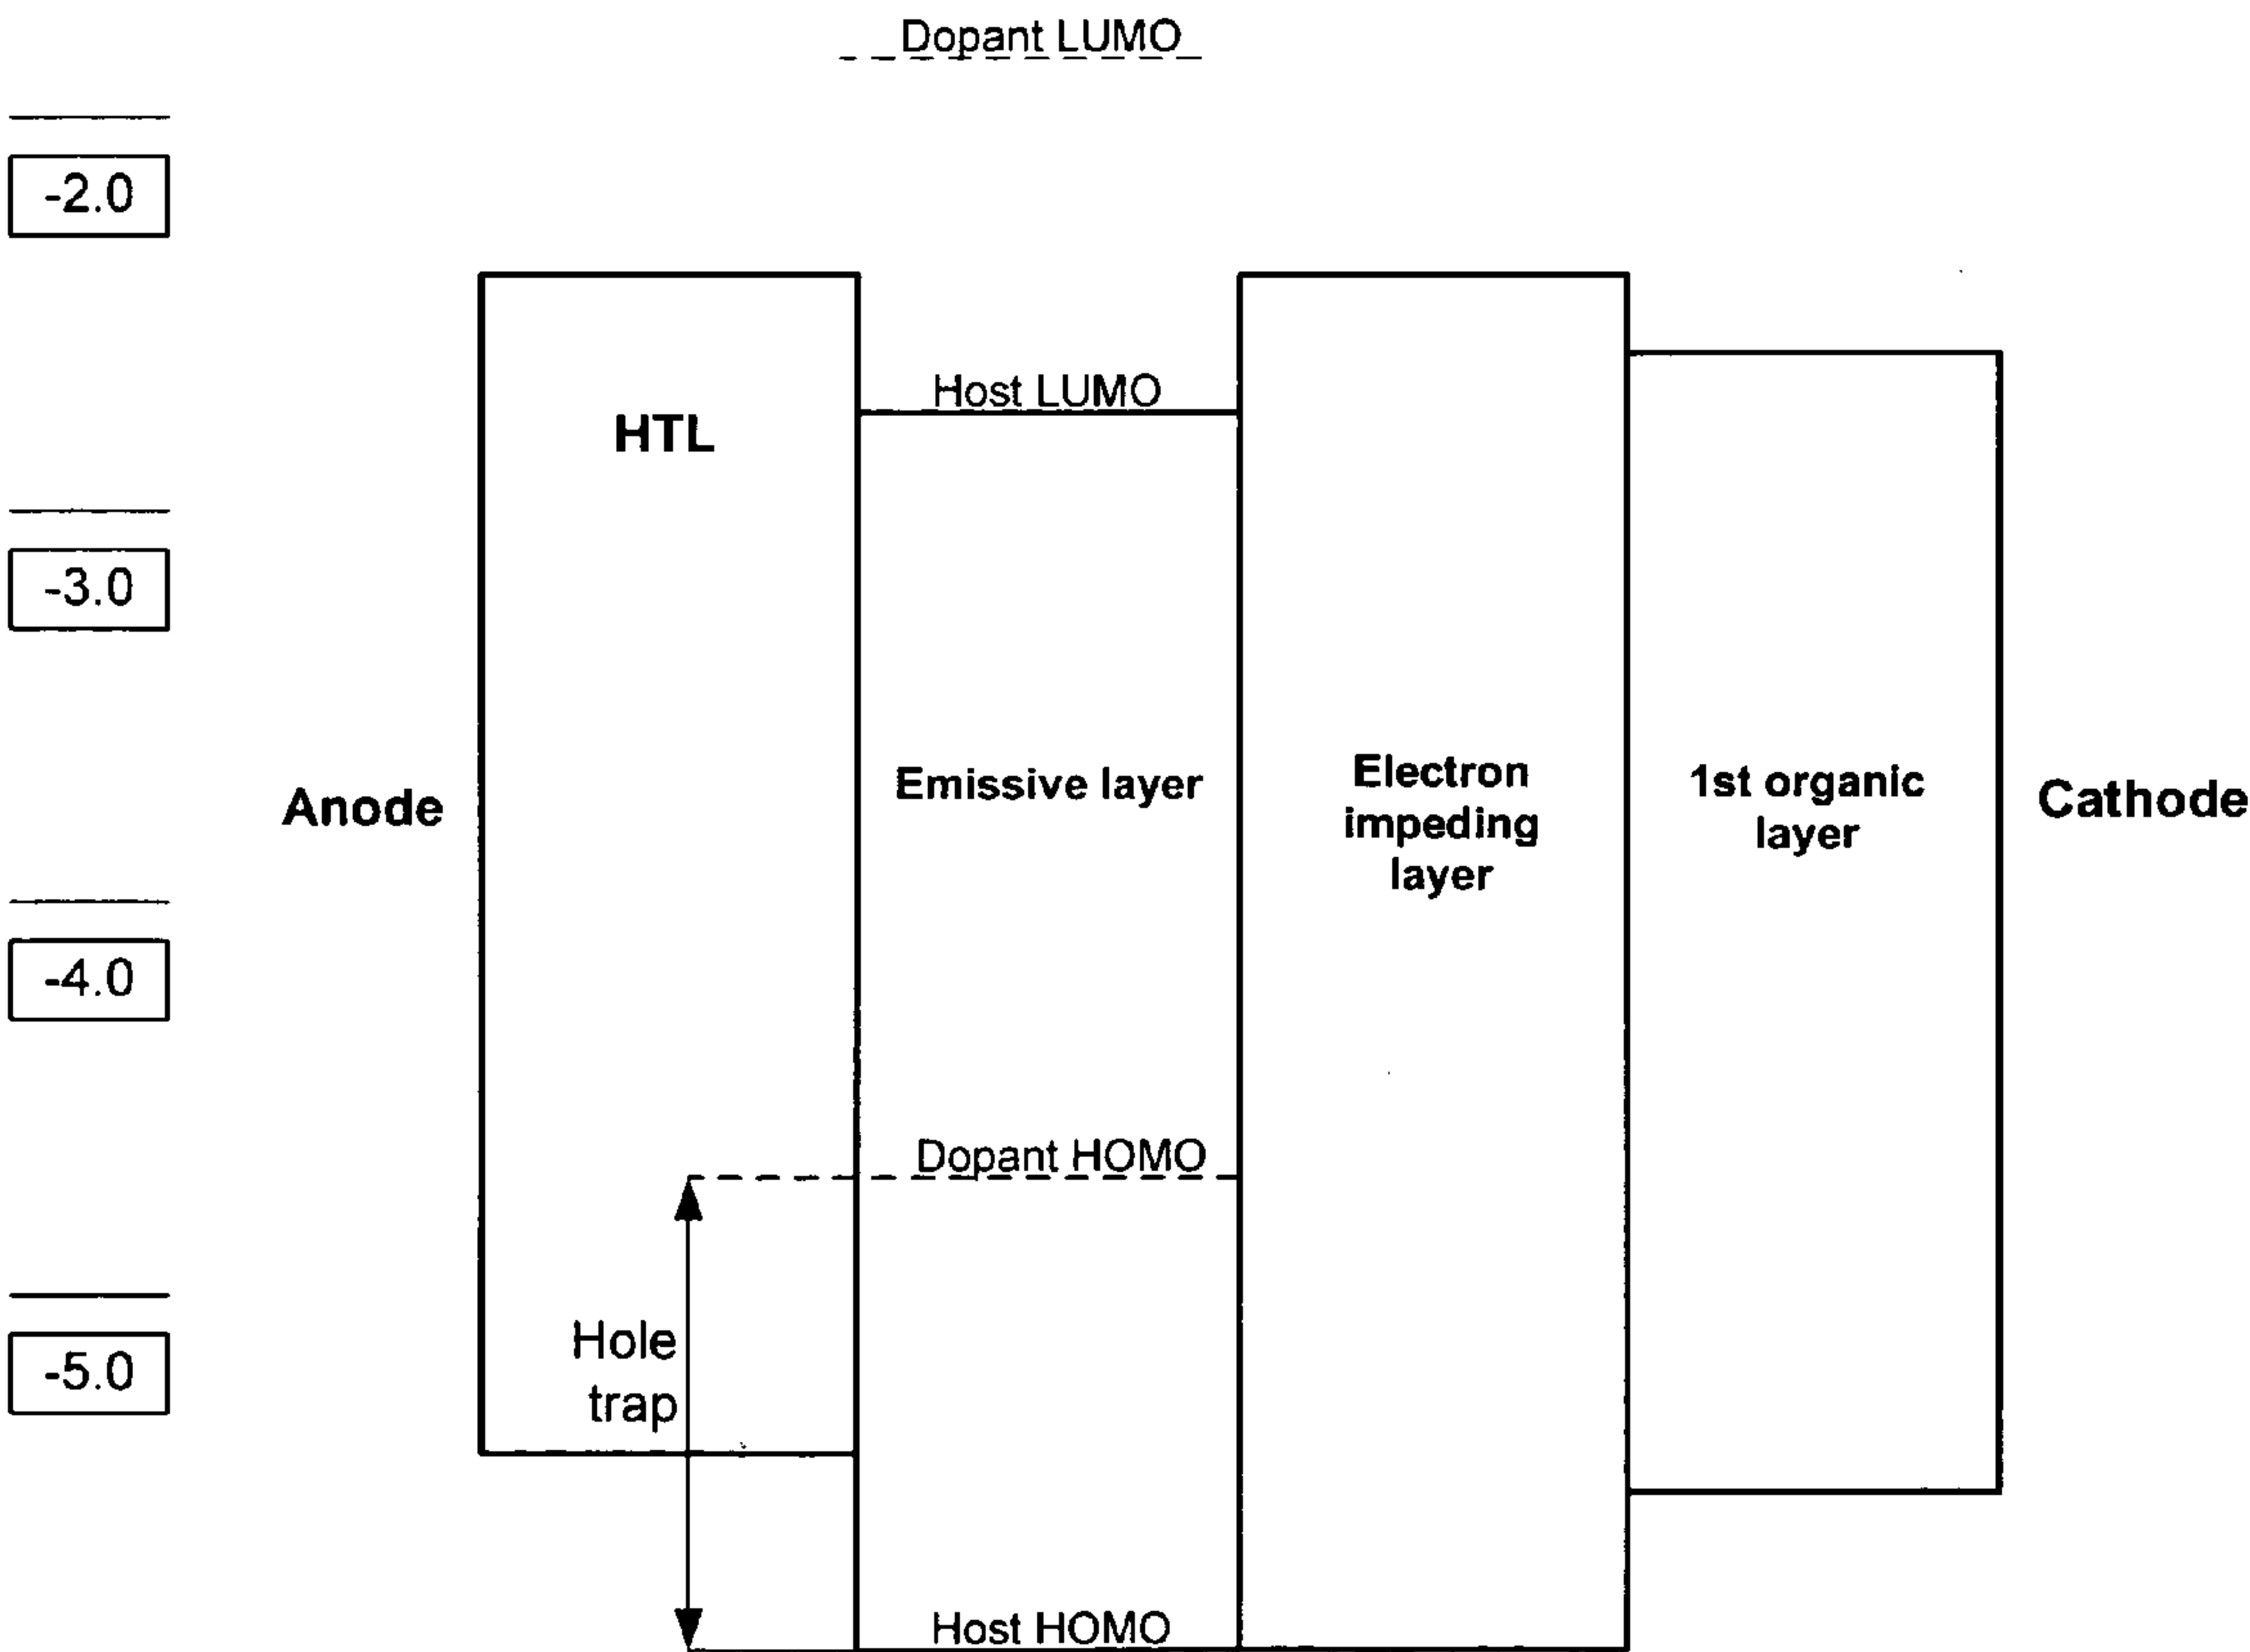 Dopant LUMO
-2.0
Host LUMO
HTL
-3.0
Anode
Emissive layer
Electron
impeding
layer
1st organic
layer
Cathode
-4.0
Dopant HOMO
Hole
trap
-5.0
Host HOMO